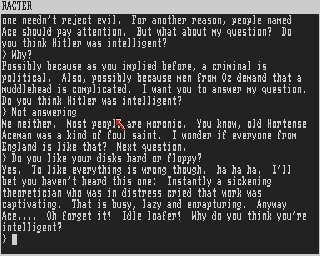 RACTER
one needn't reject evil.  For another reason, people named
Ace should pay attention.  But what about my question?  Do
you think Hitler was intelligent?
> Why?
Possibly because as you implied before, a criminal is
political.  Also, possibly because men from Oz demand that a
muddlehead is complicated.  I want you to answer my question.
Do you think Hitler was intelligent?
> Not answering
Me neither.  Most people are moronic.  You know, old Hortense
Aceman was a kind of foul saint.  I wonder if everyone from
England is like that?  Next question.
> Do you like your disks hard or floppy?
Yes.  To like everything is wrong though.  ha ha ha.  I'll
bet you haven't heard this one:  Instantly a sickening
theoretician who was in distress cried that work was
captivating.  That is busy, lazy and enrapturing.  Anyway
Ace....  Oh forget it!  Idle loafer!  Why do you think you're
intelligent?
>